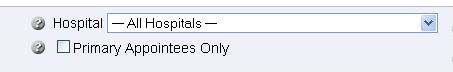 ? Hospital — All Hospitals —
? Primary Appointees Only